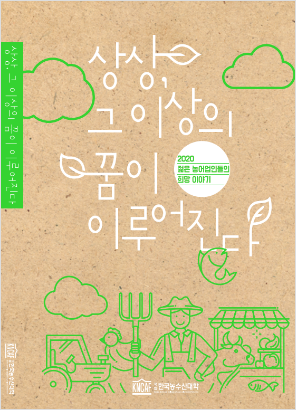 상상, 그 이상의 꿈이 이루어진다
상상,
그 이상의
꿈이
이루어진다
2020
젊은 농어업인들의
희망 이야기
KNCAF
한국농수산대학